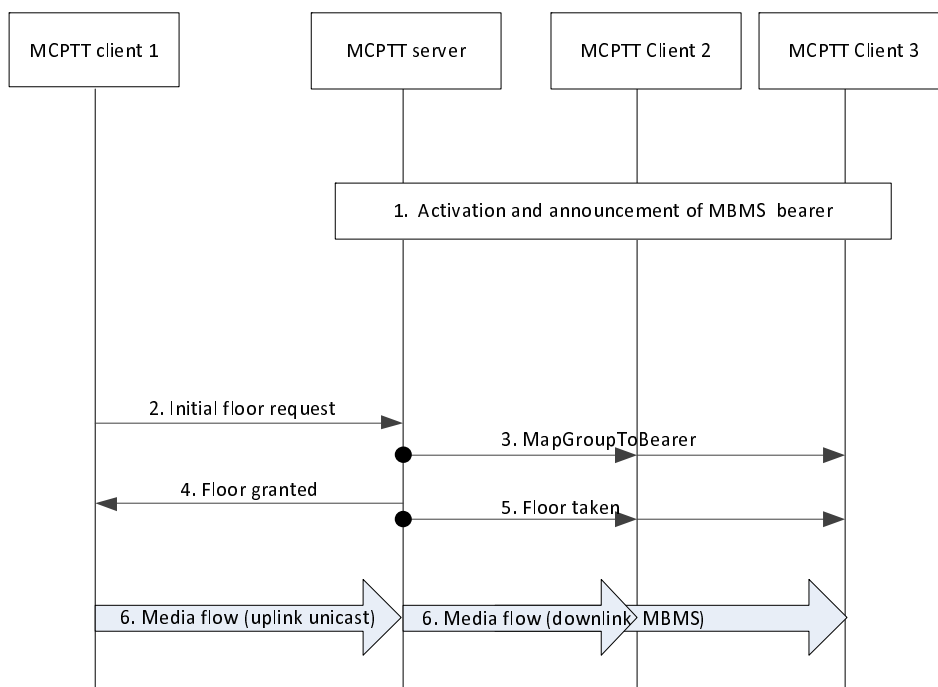 MCPTT client 1
MCPTT server
MCPTT Client 2
MCPTT Client 3
1. Activation and announcement of MBMS bearer
2. Initial floor request
3. MapGroupToBearer
4. Floor granted
5. Floor taken
6. Media flow (uplink unicast)
6. Media flow (downlink MBMS)